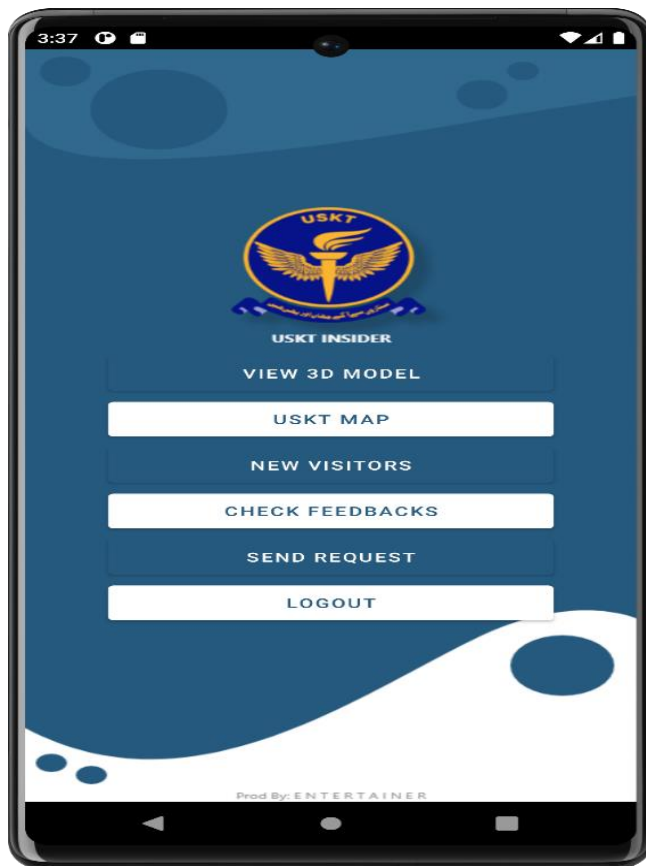 3:37
USKT
USKT INSIDER
VIEW 3D MODEL
USKT MAP
NEW VISITORS
CHECK FEEDBACKS
SEND REQUEST
LOGOUT
Prod By: ENTERTAINER